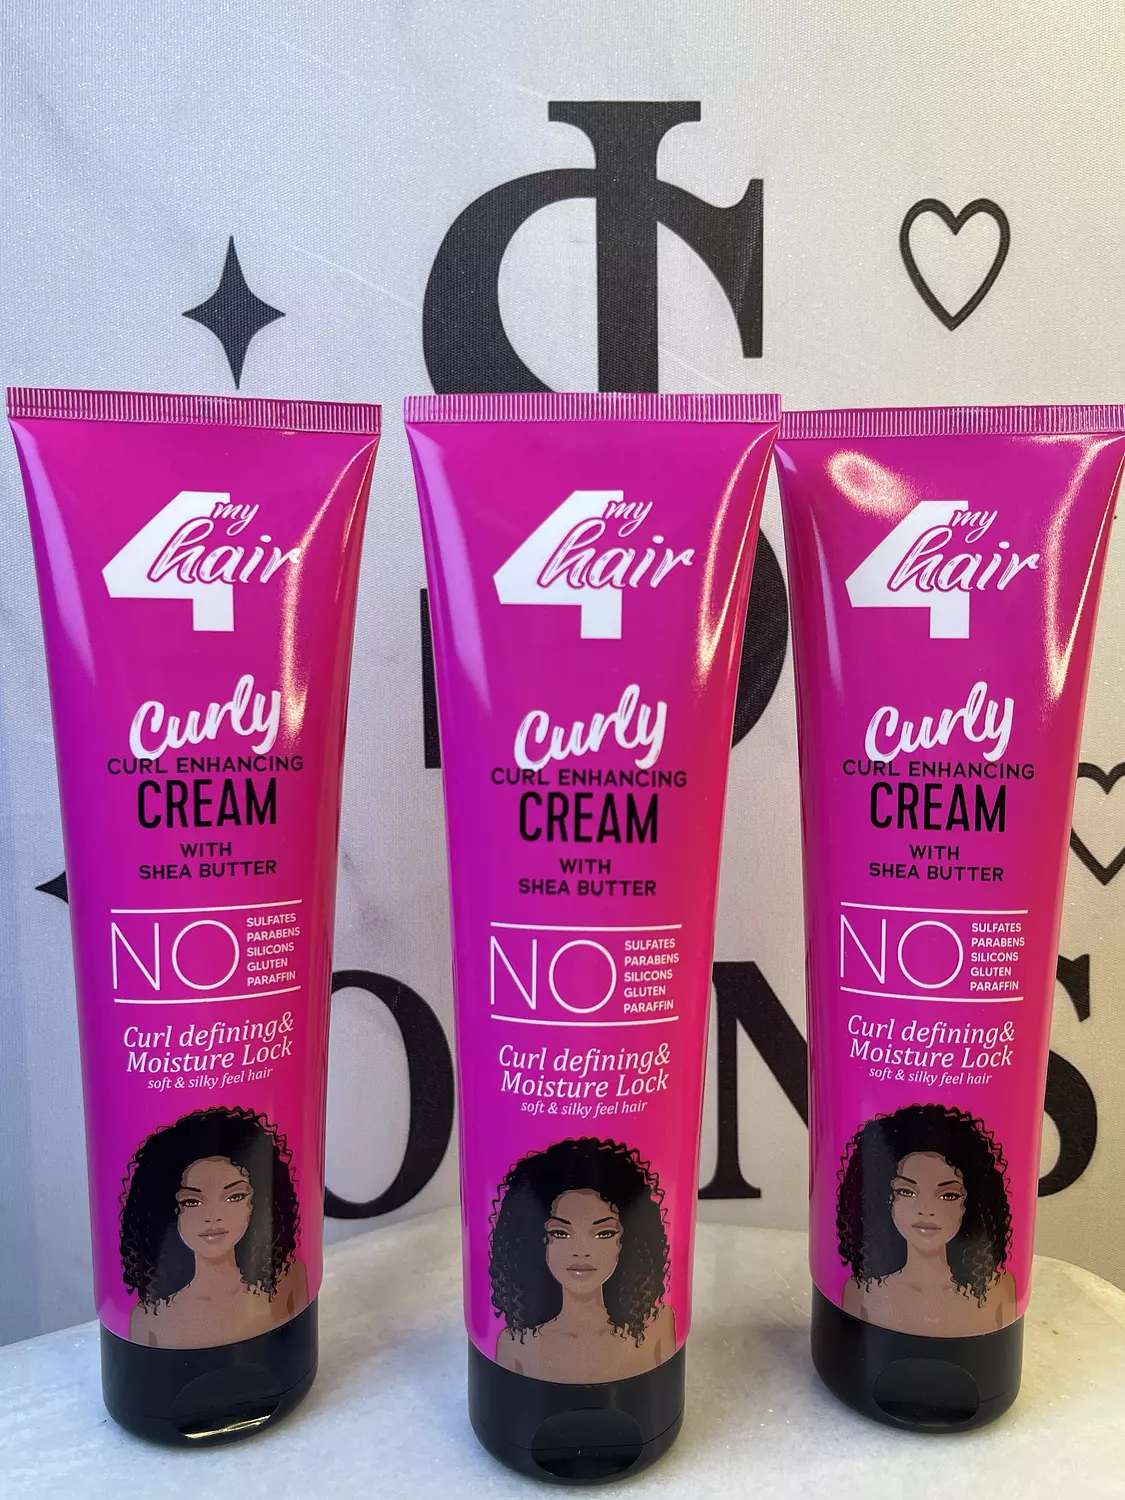 4 my
hair
Curly
CURL ENHANCING
CREAM
WITH
SHEA BUTTER
NO
SULFATES
PARABENS
SILICONS
GLUTEN
PARAFFIN
Curl defining&
Moisture Lock
soft & silky feel hair
4 my
hair
Curly
CURL ENHANCING
CREAM
WITH
SHEA BUTTER
NO
SULFATES
PARABENS
SILICONS
GLUTEN
PARAFFIN
Curl defining&
Moisture Lock
soft & silky feel hair
4 my
hair
Curly
CURL ENHANCING
CREAM
WITH
SHEA BUTTER
NO
SULFATES
PARABENS
SILICONS
GLUTEN
PARAFFIN
Curl defining&
Moisture Lock
soft & silky feel hair